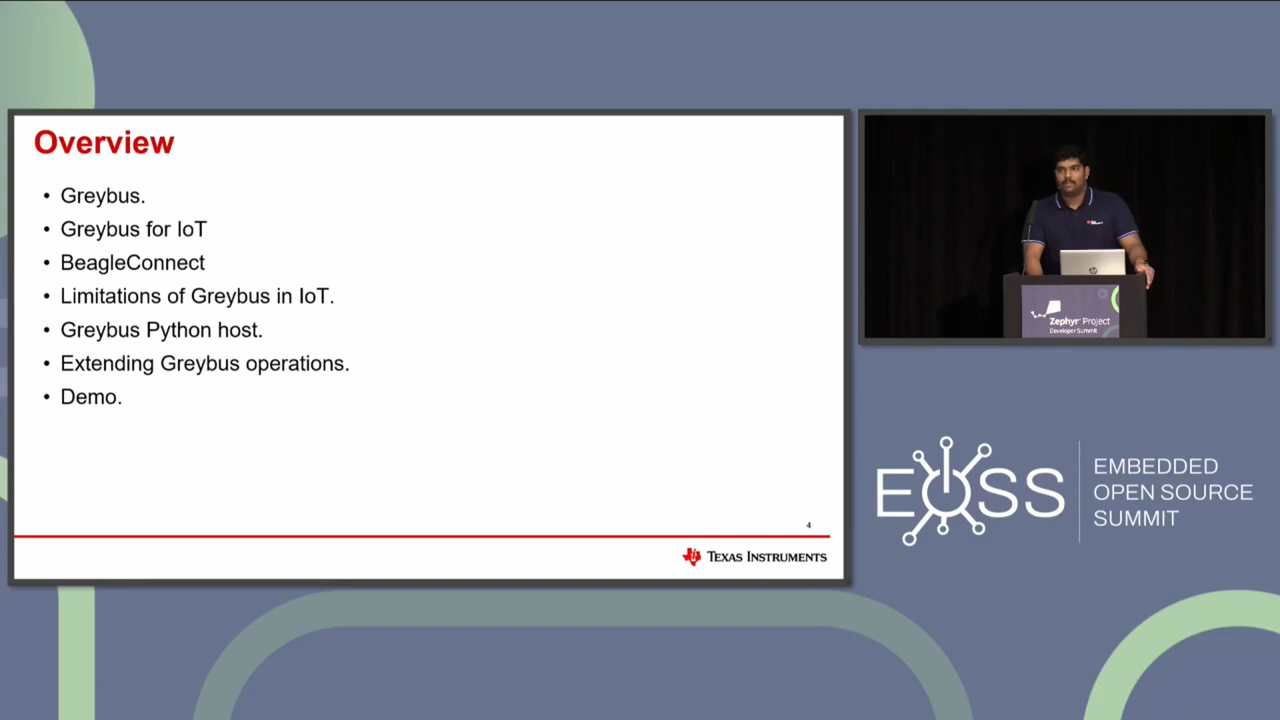 Overview
• Greybus.
• Greybus for IoT
• BeagleConnect
• Limitations of Greybus in IoT.
• Greybus Python host.
• Extending Greybus operations.
• Demo.
4
TEXAS INSTRUMENTS
Zephyr Project
Developer Summit
EOSS
EMBEDDED
OPEN SOURCE
SUMMIT